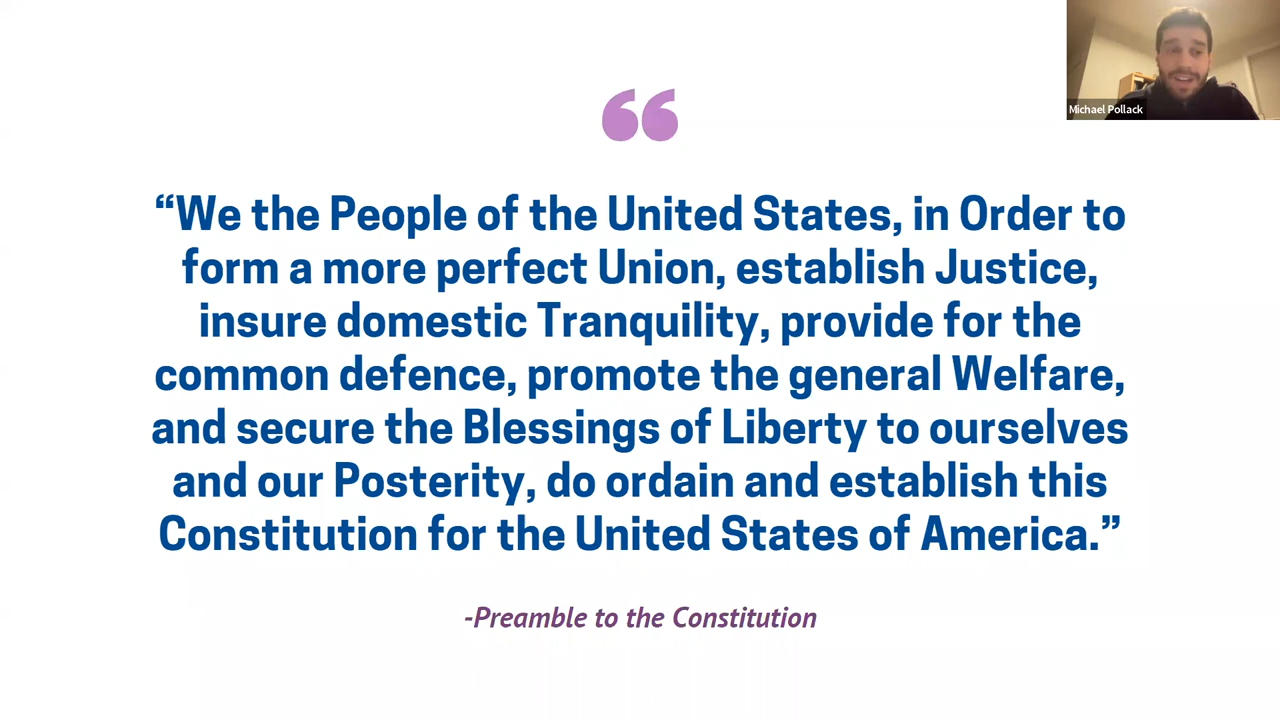 Michael Pollack
“
“We the People of the United States, in Order to
form a more perfect Union, establish Justice,
insure domestic Tranquility, provide for the
common defence, promote the general Welfare,
and secure the Blessings of Liberty to ourselves
and our Posterity, do ordain and establish this
Constitution for the United States of America.”
-Preamble to the Constitution